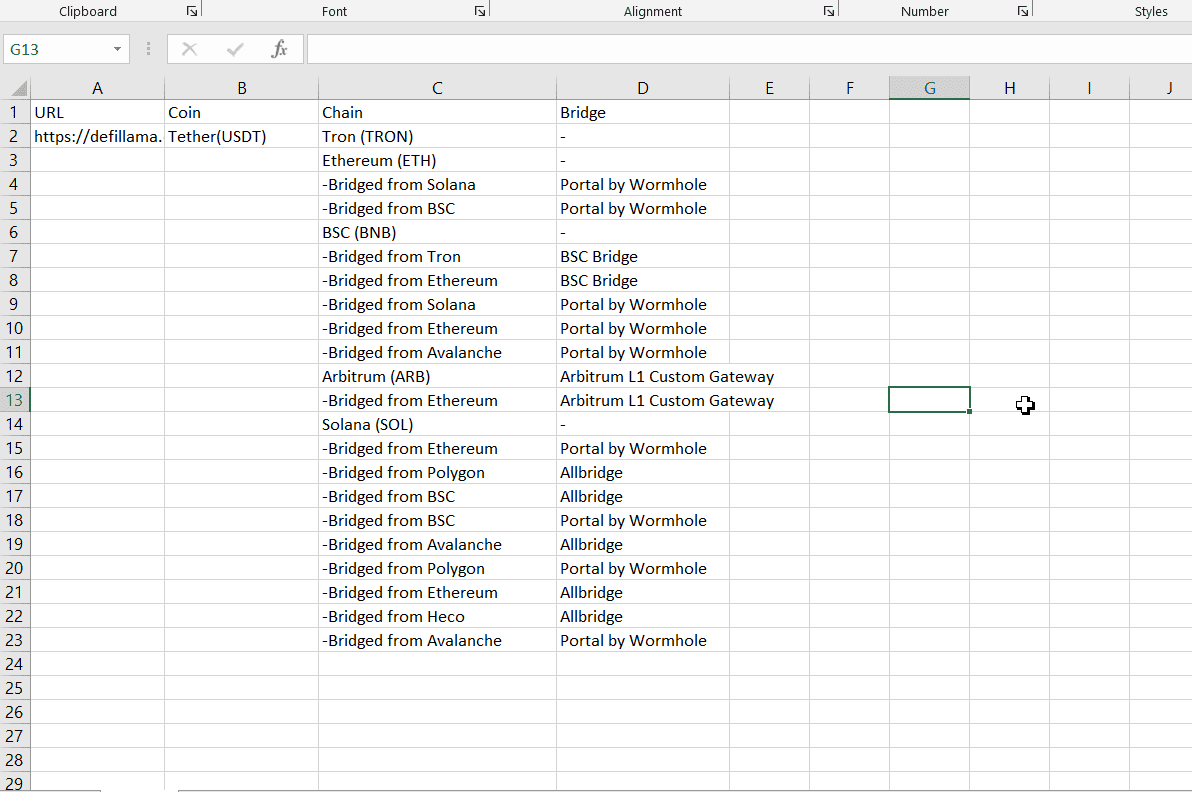 Clipboard Font Alignment Number Styles
G13 fx
A B C D E F G H I J
1 URL Coin Chain Bridge
2 https://defillama. Tether(USDT) Tron (TRON) -
3 Ethereum (ETH) -
4 -Bridged from Solana Portal by Wormhole
5 -Bridged from BSC Portal by Wormhole
6 BSC (BNB) -
7 -Bridged from Tron BSC Bridge
8 -Bridged from Ethereum BSC Bridge
9 -Bridged from Solana Portal by Wormhole
10 -Bridged from Ethereum Portal by Wormhole
11 -Bridged from Avalanche Portal by Wormhole
12 Arbitrum (ARB) Arbitrum L1 Custom Gateway
13 -Bridged from Ethereum Arbitrum L1 Custom Gateway
14 Solana (SOL) -
15 -Bridged from Ethereum Portal by Wormhole
16 -Bridged from Polygon Allbridge
17 -Bridged from BSC Allbridge
18 -Bridged from BSC Portal by Wormhole
19 -Bridged from Avalanche Allbridge
20 -Bridged from Polygon Portal by Wormhole
21 -Bridged from Ethereum Allbridge
22 -Bridged from Heco Allbridge
23 -Bridged from Avalanche Portal by Wormhole
24
25
26
27
28
29